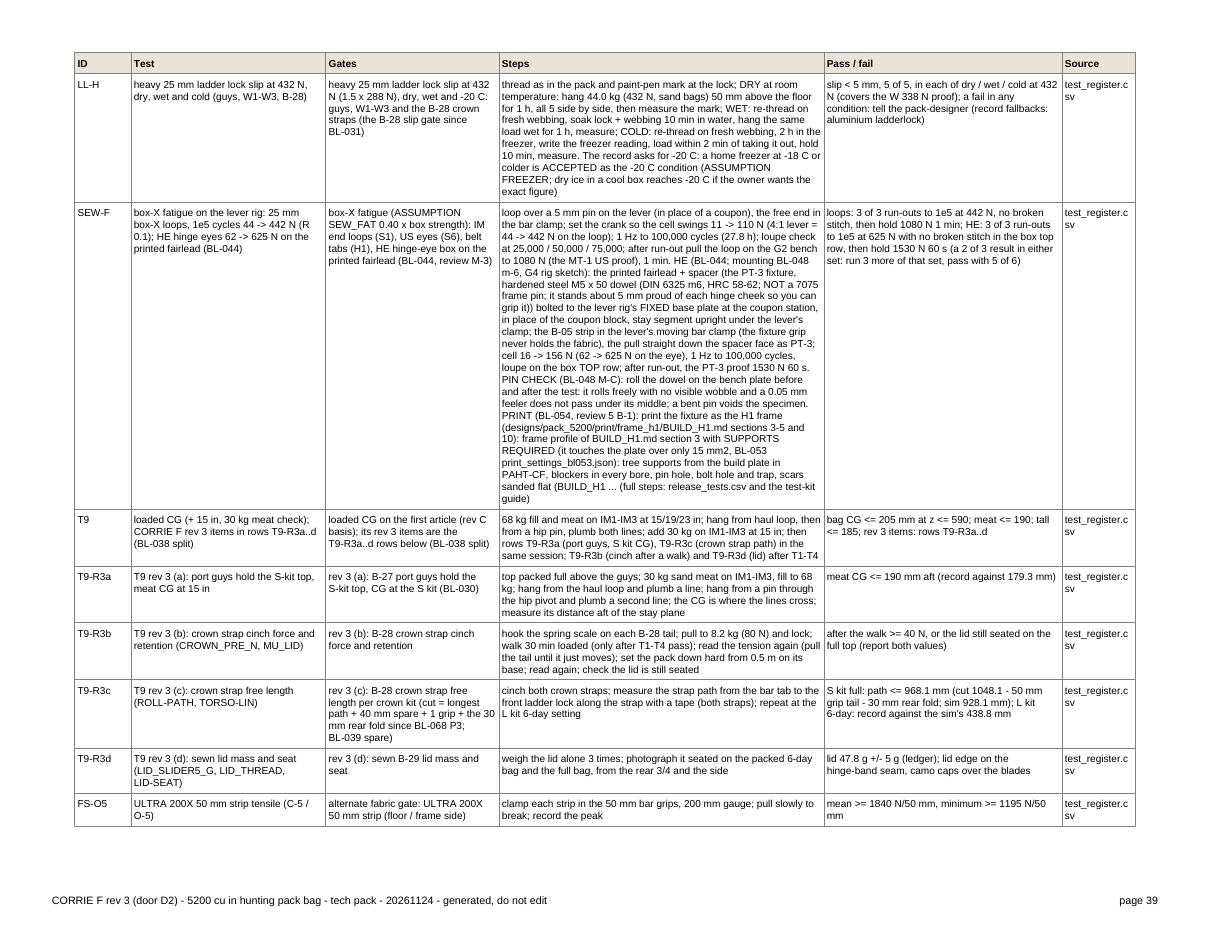 ID Test Gates Steps Pass / fail Source
LL-H
heavy 25 mm ladder lock slip at 432 N,
dry, wet and cold (guys, W1-W3, B-28)
heavy 25 mm ladder lock slip at 432
N (1.5 x 288 N), dry, wet and -20 C:
guys, W1-W3 and the B-28 crown
straps (the B-28 slip gate since
BL-031)
thread as in the pack and paint-pen mark at the lock; DRY at room
temperature: hang 44.0 kg (432 N, sand bags) 50 mm above the floor
for 1 h, all 5 side by side, then measure the mark; WET: re-thread on
fresh webbing, soak lock + webbing 10 min in water, hang the same
load wet for 1 h, measure; COLD: re-thread on fresh webbing, 2 h in the
freezer, write the freezer reading, load within 2 min of taking it out, hold
10 min, measure. The record asks for -20 C: a home freezer at -18 C or
colder is ACCEPTED as the -20 C condition (ASSUMPTION
FREEZER; dry ice in a cool box reaches -20 C if the owner wants the
exact figure)
slip < 5 mm, 5 of 5, in each of dry / wet / cold at 432
N (covers the W 338 N proof); a fail in any
condition: tell the pack-designer (record fallbacks:
aluminium ladderlock)
test_register.c
sv
SEW-F
box-X fatigue on the lever rig: 25 mm
box-X loops, 1e5 cycles 44 -> 442 N (R
0.1); HE hinge eyes 62 -> 625 N on the
printed fairlead (BL-044)
box-X fatigue (ASSUMPTION
SEW_FAT 0.40 x box strength): IM
end loops (S1), US eyes (S6), belt
tabs (H1), HE hinge-eye box on the
printed fairlead (BL-044, review M-3)
loop over a 5 mm pin on the lever (in place of a coupon), the free end in
the bar clamp; set the crank so the cell swings 11 -> 110 N (4:1 lever =
44 -> 442 N on the loop); 1 Hz to 100,000 cycles (27.8 h); loupe check
at 25,000 / 50,000 / 75,000; after run-out pull the loop on the G2 bench
to 1080 N (the MT-1 US proof), 1 min. HE (BL-044; mounting BL-048
m-6, G4 rig sketch): the printed fairlead + spacer (the PT-3 fixture,
hardened steel M5 x 50 dowel (DIN 6325 m6, HRC 58-62; NOT a 7075
frame pin; it stands about 5 mm proud of each hinge cheek so you can
grip it)) bolted to the lever rig's FIXED base plate at the coupon station,
in place of the coupon block, stay segment upright under the lever's
clamp; the B-05 strip in the lever's moving bar clamp (the fixture grip
never holds the fabric), the pull straight down the spacer face as PT-3;
cell 16 -> 156 N (62 -> 625 N on the eye), 1 Hz to 100,000 cycles,
loupe on the box TOP row; after run-out, the PT-3 proof 1530 N 60 s.
PIN CHECK (BL-048 M-C): roll the dowel on the bench plate before
and after the test: it rolls freely with no visible wobble and a 0.05 mm
feeler does not pass under its middle; a bent pin voids the specimen.
PRINT (BL-054, review 5 B-1): print the fixture as the H1 frame
(designs/pack_5200/print/frame_h1/BUILD_H1.md sections 3-5 and
10): frame profile of BUILD_H1.md section 3 with SUPPORTS
REQUIRED (it touches the plate over only 15 mm2, BL-053
print_settings_bl053.json): tree supports from the build plate in
PAHT-CF, blockers in every bore, pin hole, bolt hole and trap, scars
sanded flat (BUILD_H1 ... (full steps: release_tests.csv and the test-kit
guide)
loops: 3 of 3 run-outs to 1e5 at 442 N, no broken
stitch, then hold 1080 N 1 min; HE: 3 of 3 run-outs
to 1e5 at 625 N with no broken stitch in the box top
row, then hold 1530 N 60 s (a 2 of 3 result in either
set: run 3 more of that set, pass with 5 of 6)
test_register.c
sv
T9
loaded CG (+ 15 in, 30 kg meat check);
CORRIE F rev 3 items are rows T9-R3a..d
(BL-038 split)
loaded CG on the first article (rev C
basis); its rev 3 items are the
T9-R3a..d rows below (BL-038 split)
68 kg fill and meat on IM1-IM3 at 15/19/23 in; hang from haul loop, then
from a hip pin, plumb both lines; add 30 kg on IM1-IM3 at 15 in; then
rows T9-R3a (port guys, S kit CG), T9-R3c (crown strap path) in the
same session; T9-R3b (cinch after a walk) and T9-R3d (lid) after T1-T4
bag CG <= 205 mm at z <= 590; meat <= 190; tall
<= 185; rev 3 items: rows T9-R3a..d
test_register.c
sv
T9-R3a
T9 rev 3 (a): port guys hold the S-kit top,
meat CG at 15 in
rev 3 (a): B-27 port guys hold the
S-kit top, CG at the S kit (BL-030)
top packed full above the guys; 30 kg sand meat on IM1-IM3, fill to 68
kg; hang from the haul loop and plumb a line; hang from a pin through
the hip pivot and plumb a second line; the CG is where the lines cross;
measure its distance aft of the stay plane
meat CG <= 190 mm aft (record against 179.3 mm)
test_register.c
sv
T9-R3b
T9 rev 3 (b): crown strap cinch force and
retention (CROWN_PRE_N, MU_LID)
rev 3 (b): B-28 crown strap cinch
force and retention
hook the spring scale on each B-28 tail; pull to 8.2 kg (80 N) and lock;
walk 30 min loaded (only after T1-T4 pass); read the tension again (pull
the tail until it just moves); set the pack down hard from 0.5 m on its
base; read again; check the lid is still seated
after the walk >= 40 N, or the lid still seated on the
full top (report both values)
test_register.c
sv
T9-R3c
T9 rev 3 (c): crown strap free length
(ROLL-PATH, TORSO-LIN)
rev 3 (c): B-28 crown strap free
length per crown kit (cut = longest
path + 40 mm spare + 1 grip + the 30
mm rear fold since BL-068 P3;
BL-039 spare)
cinch both crown straps; measure the strap path from the bar tab to the
front ladder lock along the strap with a tape (both straps); repeat at the
L kit 6-day setting
S kit full: path <= 968.1 mm (cut 1048.1 - 50 mm
grip tail - 30 mm rear fold; sim 928.1 mm); L kit
6-day: record against the sim's 438.8 mm
test_register.c
sv
T9-R3d
T9 rev 3 (d): sewn lid mass and seat
(LID_SLIDER5_G, LID_THREAD,
LID-SEAT)
rev 3 (d): sewn B-29 lid mass and
seat
weigh the lid alone 3 times; photograph it seated on the packed 6-day
bag and the full bag, from the rear 3/4 and the side
lid 47.8 g +/- 5 g (ledger); lid edge on the
hinge-band seam, camo caps over the blades
test_register.c
sv
FS-O5
ULTRA 200X 50 mm strip tensile (C-5 /
O-5)
alternate fabric gate: ULTRA 200X
50 mm strip (floor / frame side)
clamp each strip in the 50 mm bar grips, 200 mm gauge; pull slowly to
break; record the peak
mean >= 1840 N/50 mm, minimum >= 1195 N/50
mm
test_register.c
sv
CORRIE F rev 3 (door D2) - 5200 cu in hunting pack bag - tech pack - 20261124 - generated, do not edit
page 39